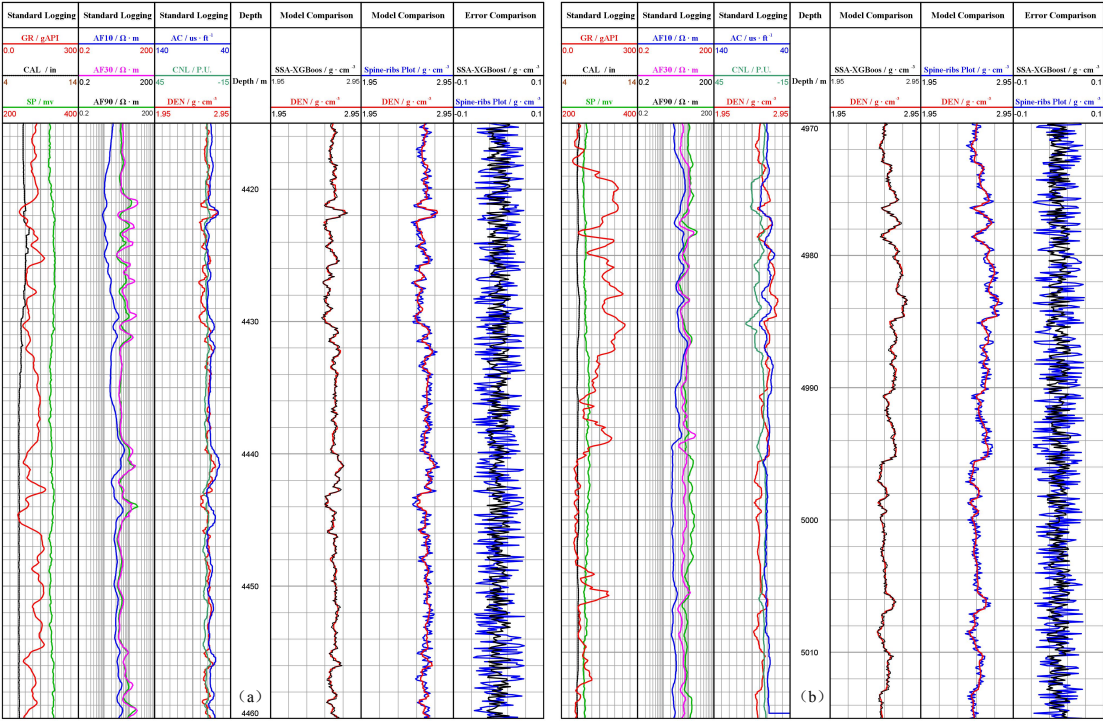 Standard Logging Standard Logging Standard Logging Depth Model Comparison Model Comparison Error Comparison
GR / gAPI AF10 / Ω · m AC / us · ft⁻¹
0.0 300 0.2 200 140 40
CAL / in AF30 / Ω · m CNL / P.U. Depth / m SSA-XGBoos / g · cm⁻³ Spine-ribs Plot / g · cm⁻³ SSA-XGBoost / g · cm⁻³
4 14 0.2 200 45 -15 1.95 2.95 1.95 2.95 -0.1 0.1
SP / mv AF90 / Ω · m DEN / g · cm⁻³ DEN / g · cm⁻³ DEN / g · cm⁻³ Spine-ribs Plot / g · cm⁻³
200 400 0.2 200 1.95 2.95 1.95 2.95 1.95 2.95 -0.1 0.1
4420
4430
4440
4450
4460
(a)
Standard Logging Standard Logging Standard Logging Depth Model Comparison Model Comparison Error Comparison
GR / gAPI AF10 / Ω · m AC / us · ft⁻¹
0.0 300 0.2 200 140 40
CAL / in AF30 / Ω · m CNL / P.U. Depth / m SSA-XGBoos / g · cm⁻³ Spine-ribs Plot / g · cm⁻³ SSA-XGBoost / g · cm⁻³
4 14 0.2 200 45 -15 1.95 2.95 1.95 2.95 -0.1 0.1
SP / mv AF90 / Ω · m DEN / g · cm⁻³ DEN / g · cm⁻³ DEN / g · cm⁻³ Spine-ribs Plot / g · cm⁻³
200 400 0.2 200 1.95 2.95 1.95 2.95 1.95 2.95 -0.1 0.1
4970
4980
4990
5000
5010
(b)